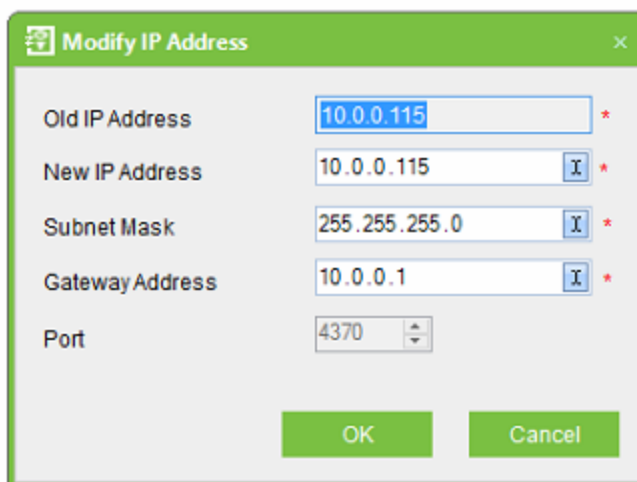 Modify IP Address
Old IP Address 10.0.0.115 *
New IP Address 10.0.0.115 *
Subnet Mask 255.255.255.0 *
Gateway Address 10.0.0.1 *
Port 4370
OK Cancel